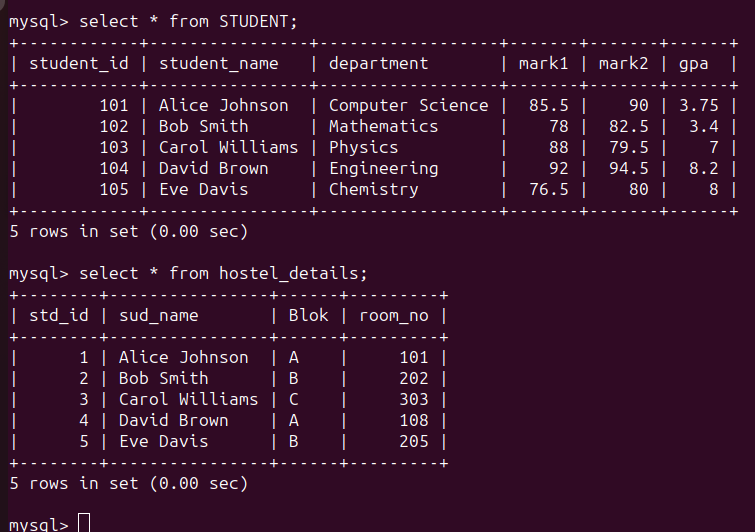 mysql> select * from STUDENT;
+------------+----------------+------------------+-------+-------+------+
| student_id | student_name   | department       | mark1 | mark2 | gpa  |
+------------+----------------+------------------+-------+-------+------+
|        101 | Alice Johnson  | Computer Science |  85.5 |    90 | 3.75 |
|        102 | Bob Smith      | Mathematics      |    78 |  82.5 |  3.4 |
|        103 | Carol Williams | Physics          |    88 |  79.5 |    7 |
|        104 | David Brown    | Engineering      |    92 |  94.5 |  8.2 |
|        105 | Eve Davis      | Chemistry        |  76.5 |    80 |    8 |
+------------+----------------+------------------+-------+-------+------+
5 rows in set (0.00 sec)
mysql> select * from hostel_details;
+--------+----------------+------+---------+
| std_id | sud_name       | Blok | room_no |
+--------+----------------+------+---------+
|      1 | Alice Johnson  | A    |     101 |
|      2 | Bob Smith      | B    |     202 |
|      3 | Carol Williams | C    |     303 |
|      4 | David Brown    | A    |     108 |
|      5 | Eve Davis      | B    |     205 |
+--------+----------------+------+---------+
5 rows in set (0.00 sec)
mysql>